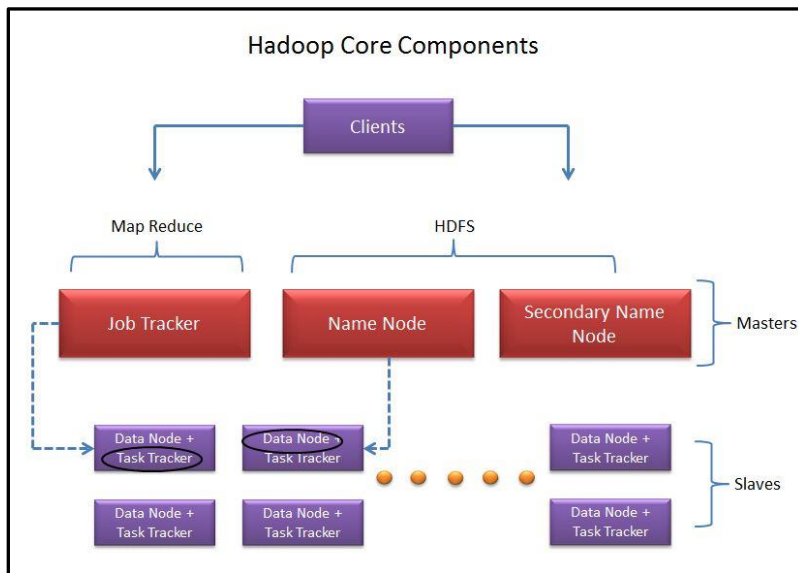 Hadoop Core Components
Clients
Map Reduce
HDFS
Job Tracker
Name Node
Secondary Name
Node
Masters
Data Node +
Task Tracker
Data Node +
Task Tracker
Data Node +
Task Tracker
Slaves
Data Node +
Task Tracker
Data Node +
Task Tracker
Data Node +
Task Tracker